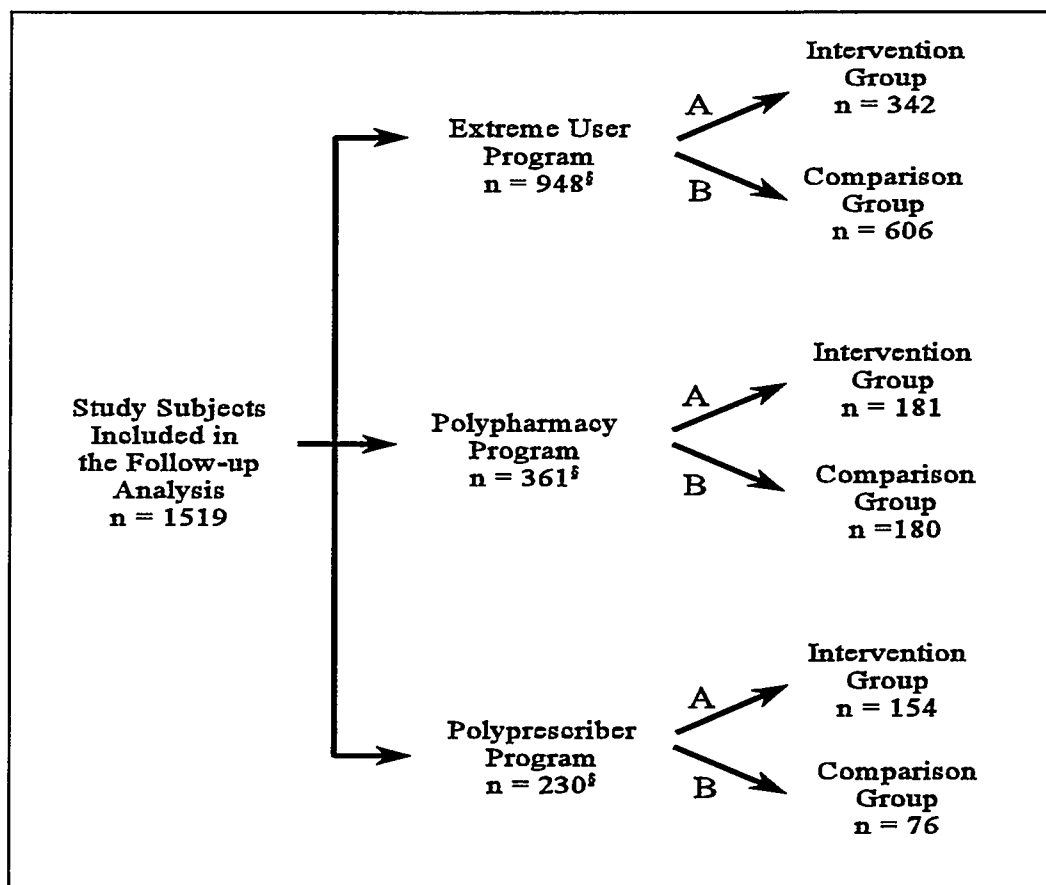 Study Subjects
Included in
the Follow-up
Analysis
n = 1519
Extreme User
Program
n = 948§
A
Intervention
Group
n = 342
B
Comparison
Group
n = 606
Polypharmacy
Program
n = 361§
A
Intervention
Group
n = 181
B
Comparison
Group
n =180
Polyprescriber
Program
n = 230§
A
Intervention
Group
n = 154
B
Comparison
Group
n = 76